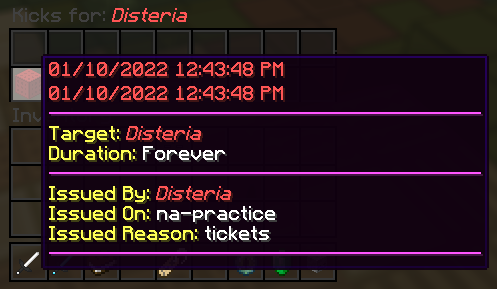 Kicks for: Disteria
01/10/2022 12:43:48 PM
01/10/2022 12:43:48 PM
Target: Disteria
Duration: Forever
Issued By: Disteria
Issued On: na-practice
Issued Reason: tickets